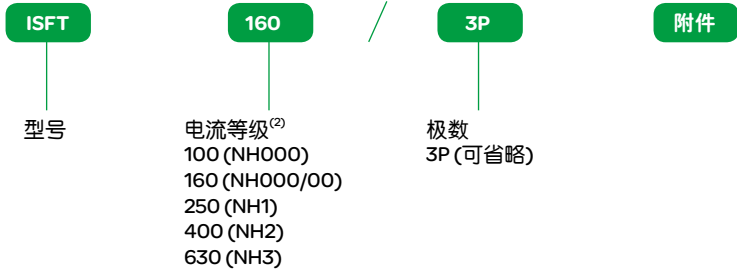 ISFT 160 / 3P 附件
型号
电流等级(2)
100 (NH000)
160 (NH000/00)
250 (NH1)
400 (NH2)
630 (NH3)
极数
3P (可省略)